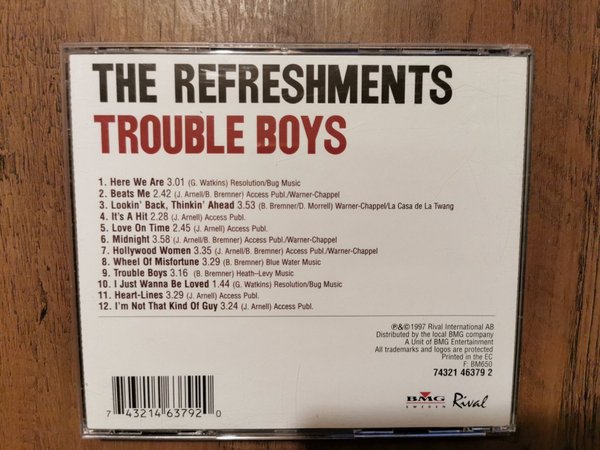 THE REFRESHMENTS
TROUBLE BOYS
1. Here We Are 3.01 (G. Watkins) Resolution/Bug Music
2. Beats Me 2.42 (J. Arnell/B. Bremner) Access Publ./Warner-Chappel
3. Lookin' Back, Thinkin' Ahead 3.53 (B. Bremner/D. Morrell) Warner-Chappel/La Casa de La Twang
4. It's A Hit 2.28 (J. Arnell) Access Publ.
5. Love On Time 2.45 (J. Arnell) Access Publ.
6. Midnight 3.58 (J. Arnell/B. Bremner) Access Publ./Warner-Chappel
7. Hollywood Women 3.35 (J. Arnell/B. Bremner) Access Publ./Warner-Chappel
8. Wheel Of Misfortune 3.29 (B. Bremner) Blue Water Music
9. Trouble Boys 3.16 (B. Bremner) Heath-Levy Music
10. I Just Wanna Be Loved 1.44 (G. Watkins) Resolution/Bug Music
11. Heart-Lines 3.29 (J. Arnell) Access Publ.
12. I'm Not That Kind Of Guy 3.24 (J. Arnell) Access Publ.
℗&©1997 Rival International AB
Distributed by the local BMG company
A Unit of BMG Entertainment
All trademarks and logos are protected
Printed in the EC
F: BM650
74321 46379 2
7 43214 63792 0
BMG
SWEDEN
Rival